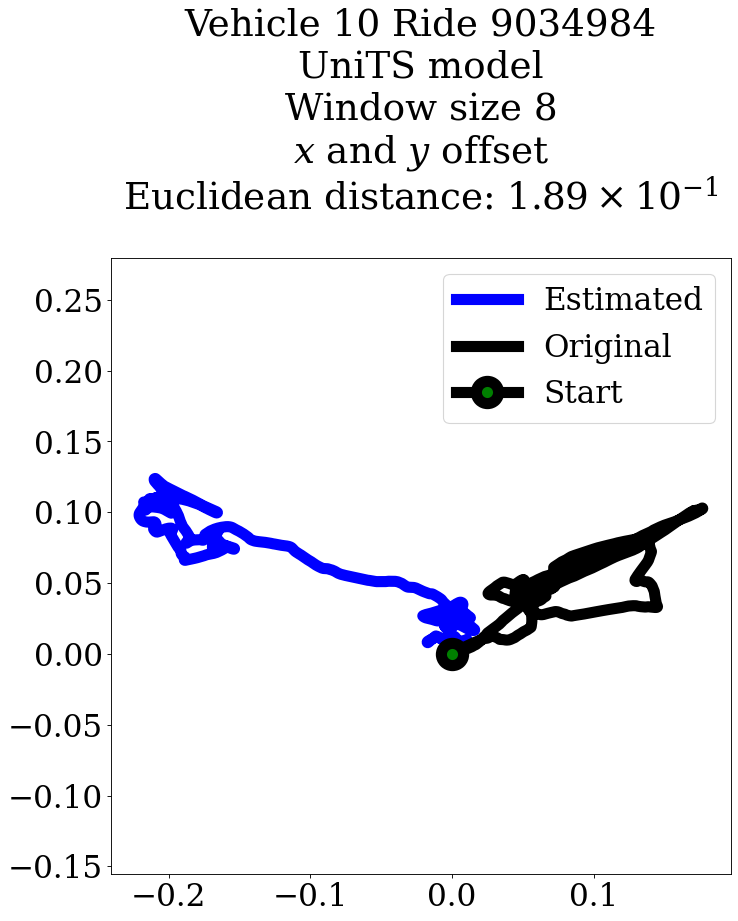 Vehicle 10 Ride 9034984
UniTS model
Window size 8
x and y offset
Euclidean distance: 1.89 × 10⁻¹
Estimated
Original
Start
0.25
0.20
0.15
0.10
0.05
0.00
−0.05
−0.10
−0.15
−0.2 −0.1 0.0 0.1